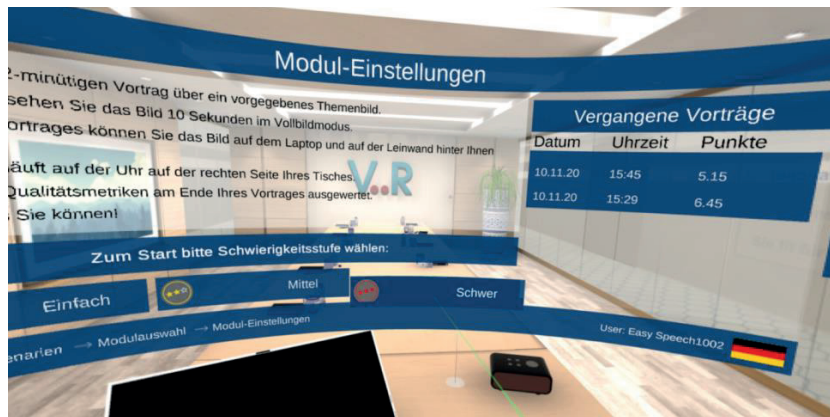 Modul-Einstellungen
2-minütigen Vortrag über ein vorgegebenes Themenbild.
sehen Sie das Bild 10 Sekunden im Vollbildmodus.
ortrages können Sie das Bild auf dem Laptop und auf der Leinwand hinter Ihnen
äuft auf der Uhr auf der rechten Seite Ihres Tisches.
Qualitätsmetriken am Ende Ihres Vortrages ausgewertet.
Sie können!
V..R
Zum Start bitte Schwierigkeitsstufe wählen:
Einfach Mittel Schwer
enarien → Modulauswahl → Modul-Einstellungen
Vergangene Vorträge
Datum Uhrzeit Punkte
10.11.20 15:45 5.15
10.11.20 15:29 6.45
User: Easy Speech1002